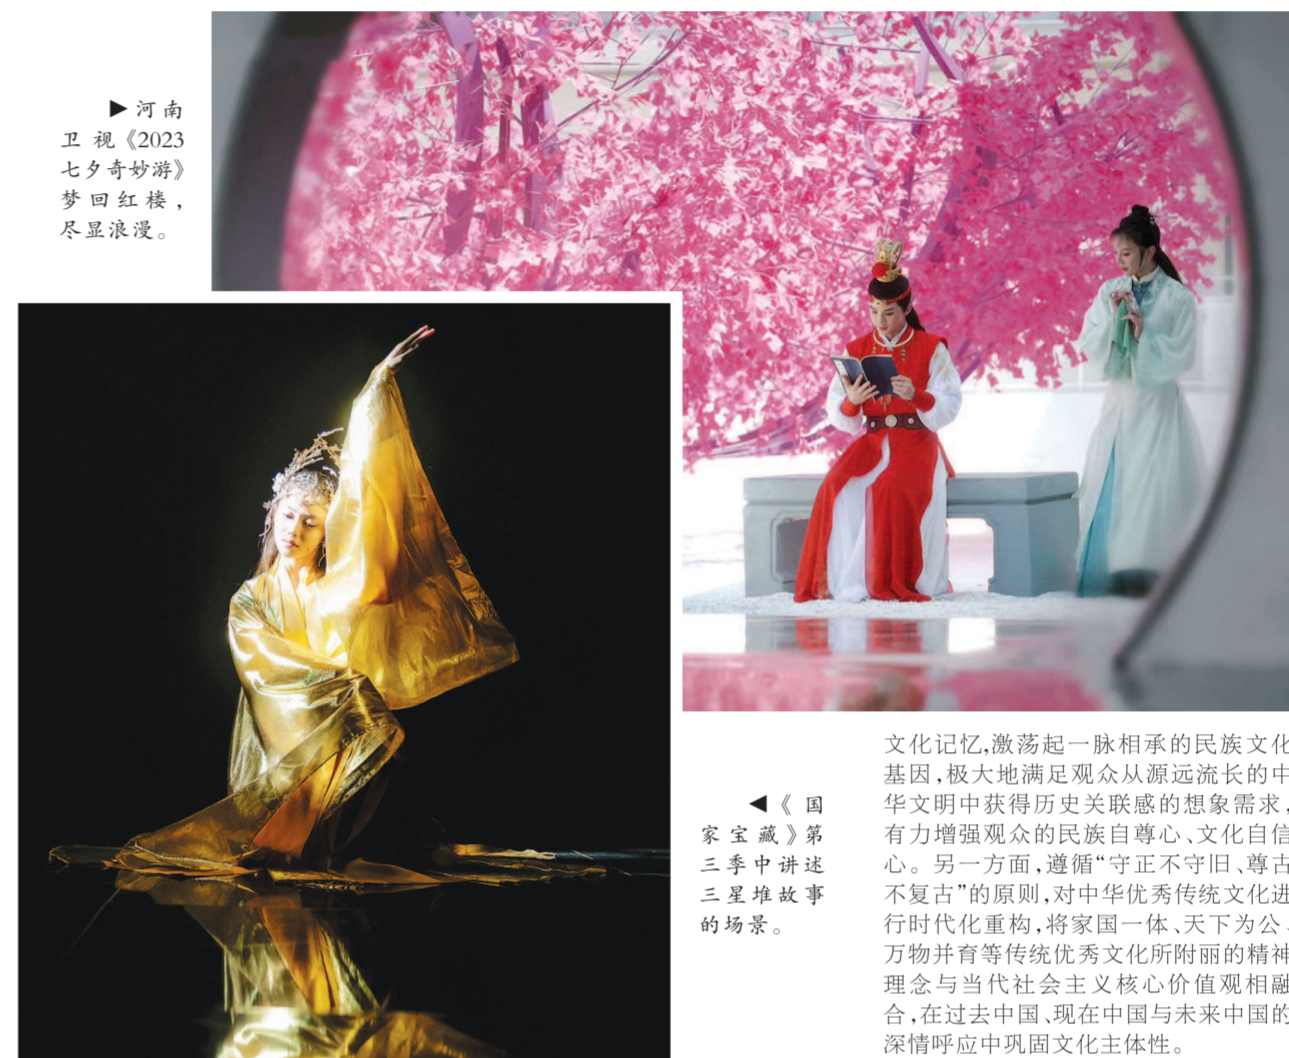 ▶河南
卫视《2023
七夕奇妙游》
梦回红楼，
尽显浪漫。
◀《国
家宝藏》第
三季中讲述
三星堆故事
的场景。
文化记忆，激荡起一脉相承的民族文化
基因，极大地满足观众从源远流长的中
华文明中获得历史关联感的想象需求，
有力增强观众的民族自尊心、文化自信
心。另一方面，遵循“守正不守旧、尊古
不复古”的原则，对中华优秀传统文化进
行时代化重构，将家国一体、天下为公、
万物并育等传统优秀文化所附丽的精神
理念与当代社会主义核心价值观相融
合，在过去中国、现在中国与未来中国的
深情呼应中巩固文化主体性。